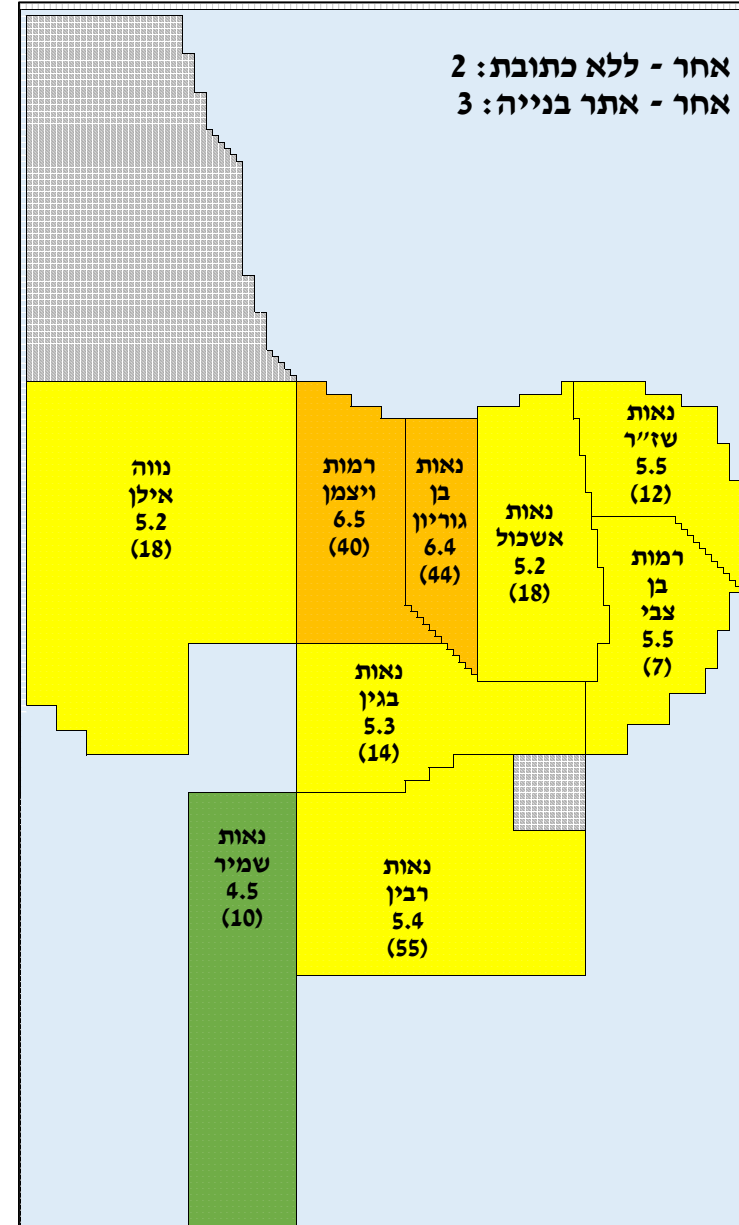 אחר - ללא כתובת: 2
אחר - אתר בנייה: 3
נאות
שז״ר
5.5
(12)
נווה
אילן
5.2
(18)
רמות
ויצמן
6.5
(40)
נאות
בן
גוריון
6.4
(44)
נאות
אשכול
5.2
(18)
רמות
בן
צבי
5.5
(7)
נאות
בגין
5.3
(14)
נאות
שמיר
4.5
(10)
נאות
רבין
5.4
(55)